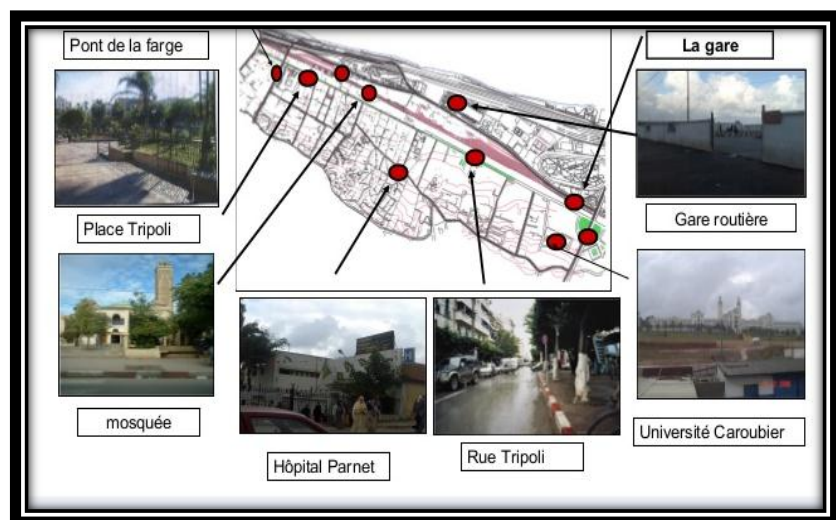 Pont de la farge
La gare
Place Tripoli
Gare routière
mosquée
Hôpital Parnet
Rue Tripoli
Université Caroubier